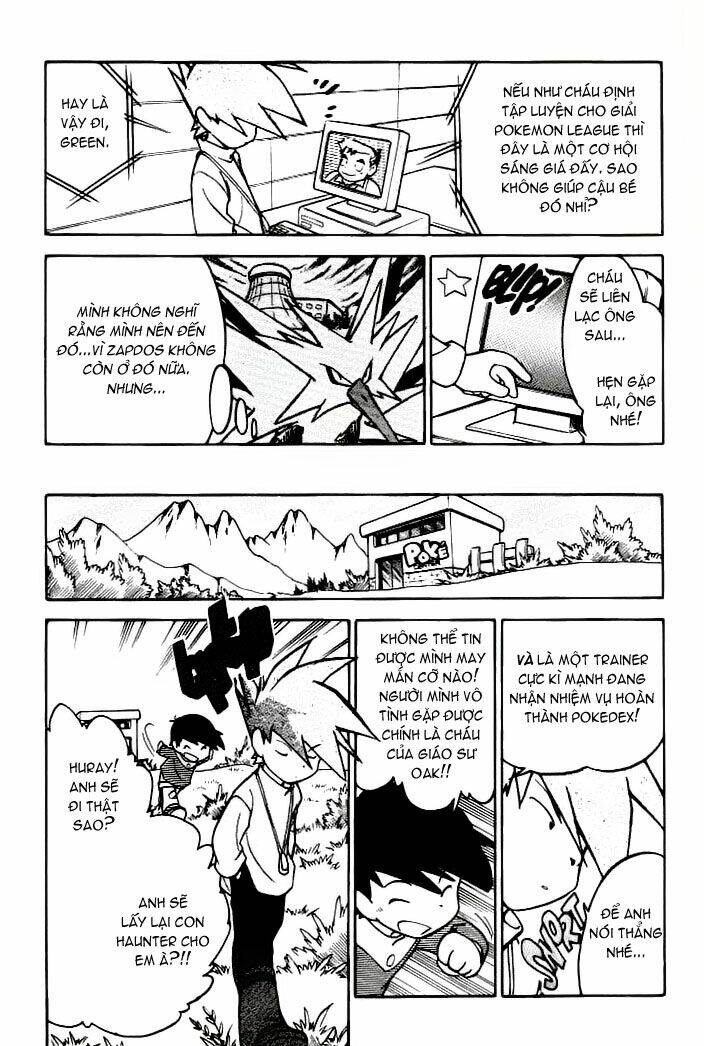 NẾU NHƯ CHÁU ĐỊNH
TẬP LUYỆN CHO GIẢI
POKEMON LEAGUE THÌ
ĐÂY LÀ MỘT CƠ HỘI
SÁNG GIÁ ĐẤY. SAO
KHÔNG GIÚP CẬU BÉ
ĐÓ NHỈ?
HAY LÀ
VẬY ĐI,
GREEN.
CHÁU
SẼ LIÊN
LẠC ÔNG
SAU...
HẸN GẶP
LẠI, ÔNG
NHÉ!
BLIP!
MÌNH KHÔNG NGHĨ
RẰNG MÌNH NÊN ĐẾN
ĐÓ...VÌ ZAPDOS KHÔNG
CÒN Ở ĐÓ NỮA.
NHƯNG...
POKé
VÀ LÀ MỘT TRAINER
CỰC KÌ MẠNH ĐANG
NHẬN NHIỆM VỤ HOÀN
THÀNH POKEDEX!
ĐỂ ANH
NÓI THẲNG
NHÉ...
SNORT
KHÔNG THỂ TIN
ĐƯỢC MÌNH MAY
MẮN CỠ NÀO!
NGƯỜI MÌNH VÔ
TÌNH GẶP ĐƯỢC
CHÍNH LÀ CHÁU
CỦA GIÁO SƯ
OAK!!
HURAY!
ANH SẼ
ĐI THẬT
SAO?
ANH SẼ
LẤY LẠI CON
HAUNTER CHO
EM À?!!